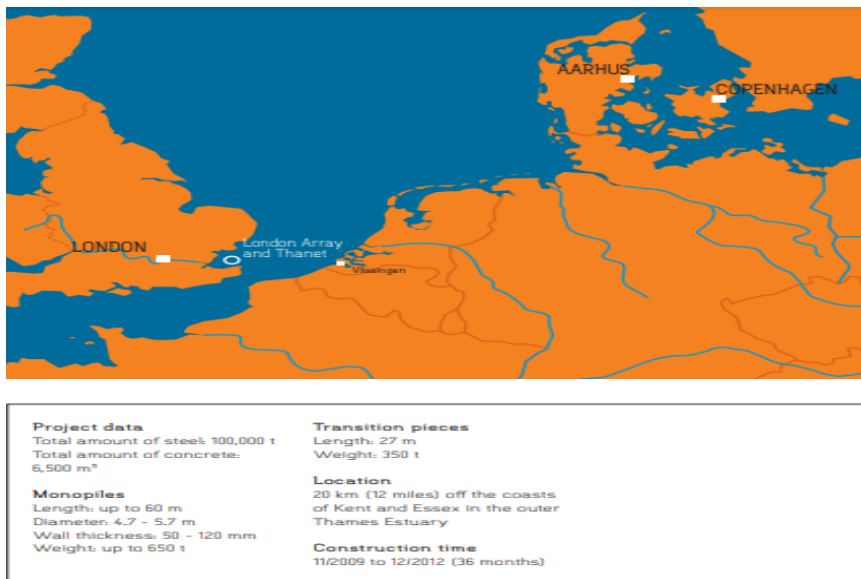 AARHUS
COPENHAGEN
LONDON
London Array
and Thanet
Vlissingen
Project data
Total amount of steel: 100,000 t
Total amount of concrete:
6,500 m³
Monopiles
Length: up to 60 m
Diameter: 4.7 - 5.7 m
Wall thickness: 50 - 120 mm
Weight: up to 650 t
Transition pieces
Length: 27 m
Weight: 350 t
Location
20 km (12 miles) off the coasts
of Kent and Essex in the outer
Thames Estuary
Construction time
11/2009 to 12/2012 (36 months)